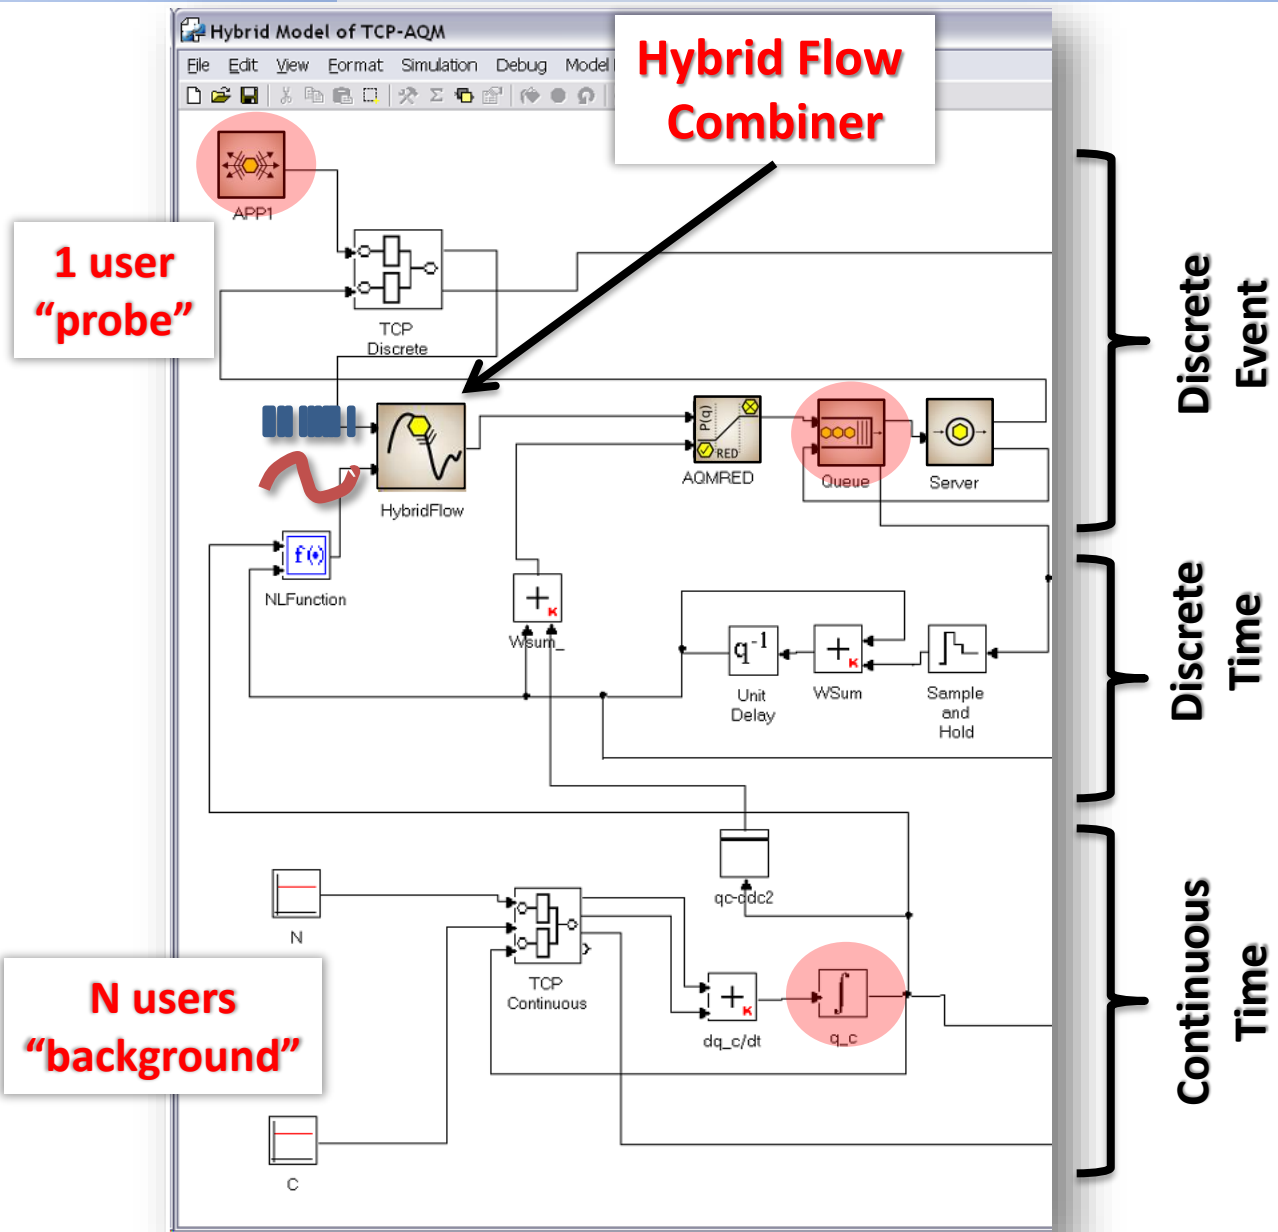 Hybrid Model of TCP-AQM
File Edit View Format Simulation Debug Model
Hybrid Flow
Combiner
APP1
1 user
“probe”
TCP
Discrete
Discrete
Event
HybridFlow
P(q)
RED
AQMRED
Queue
Server
f(•)
NLFunction
+
K
Wsum_
q-1
Unit
Delay
+
K
WSum
Sample
and
Hold
Discrete
Time
qc-ddc2
N
TCP
Continuous
N users
“background”
+
K
dq_c/dt
∫
q_c
Continuous
Time
C